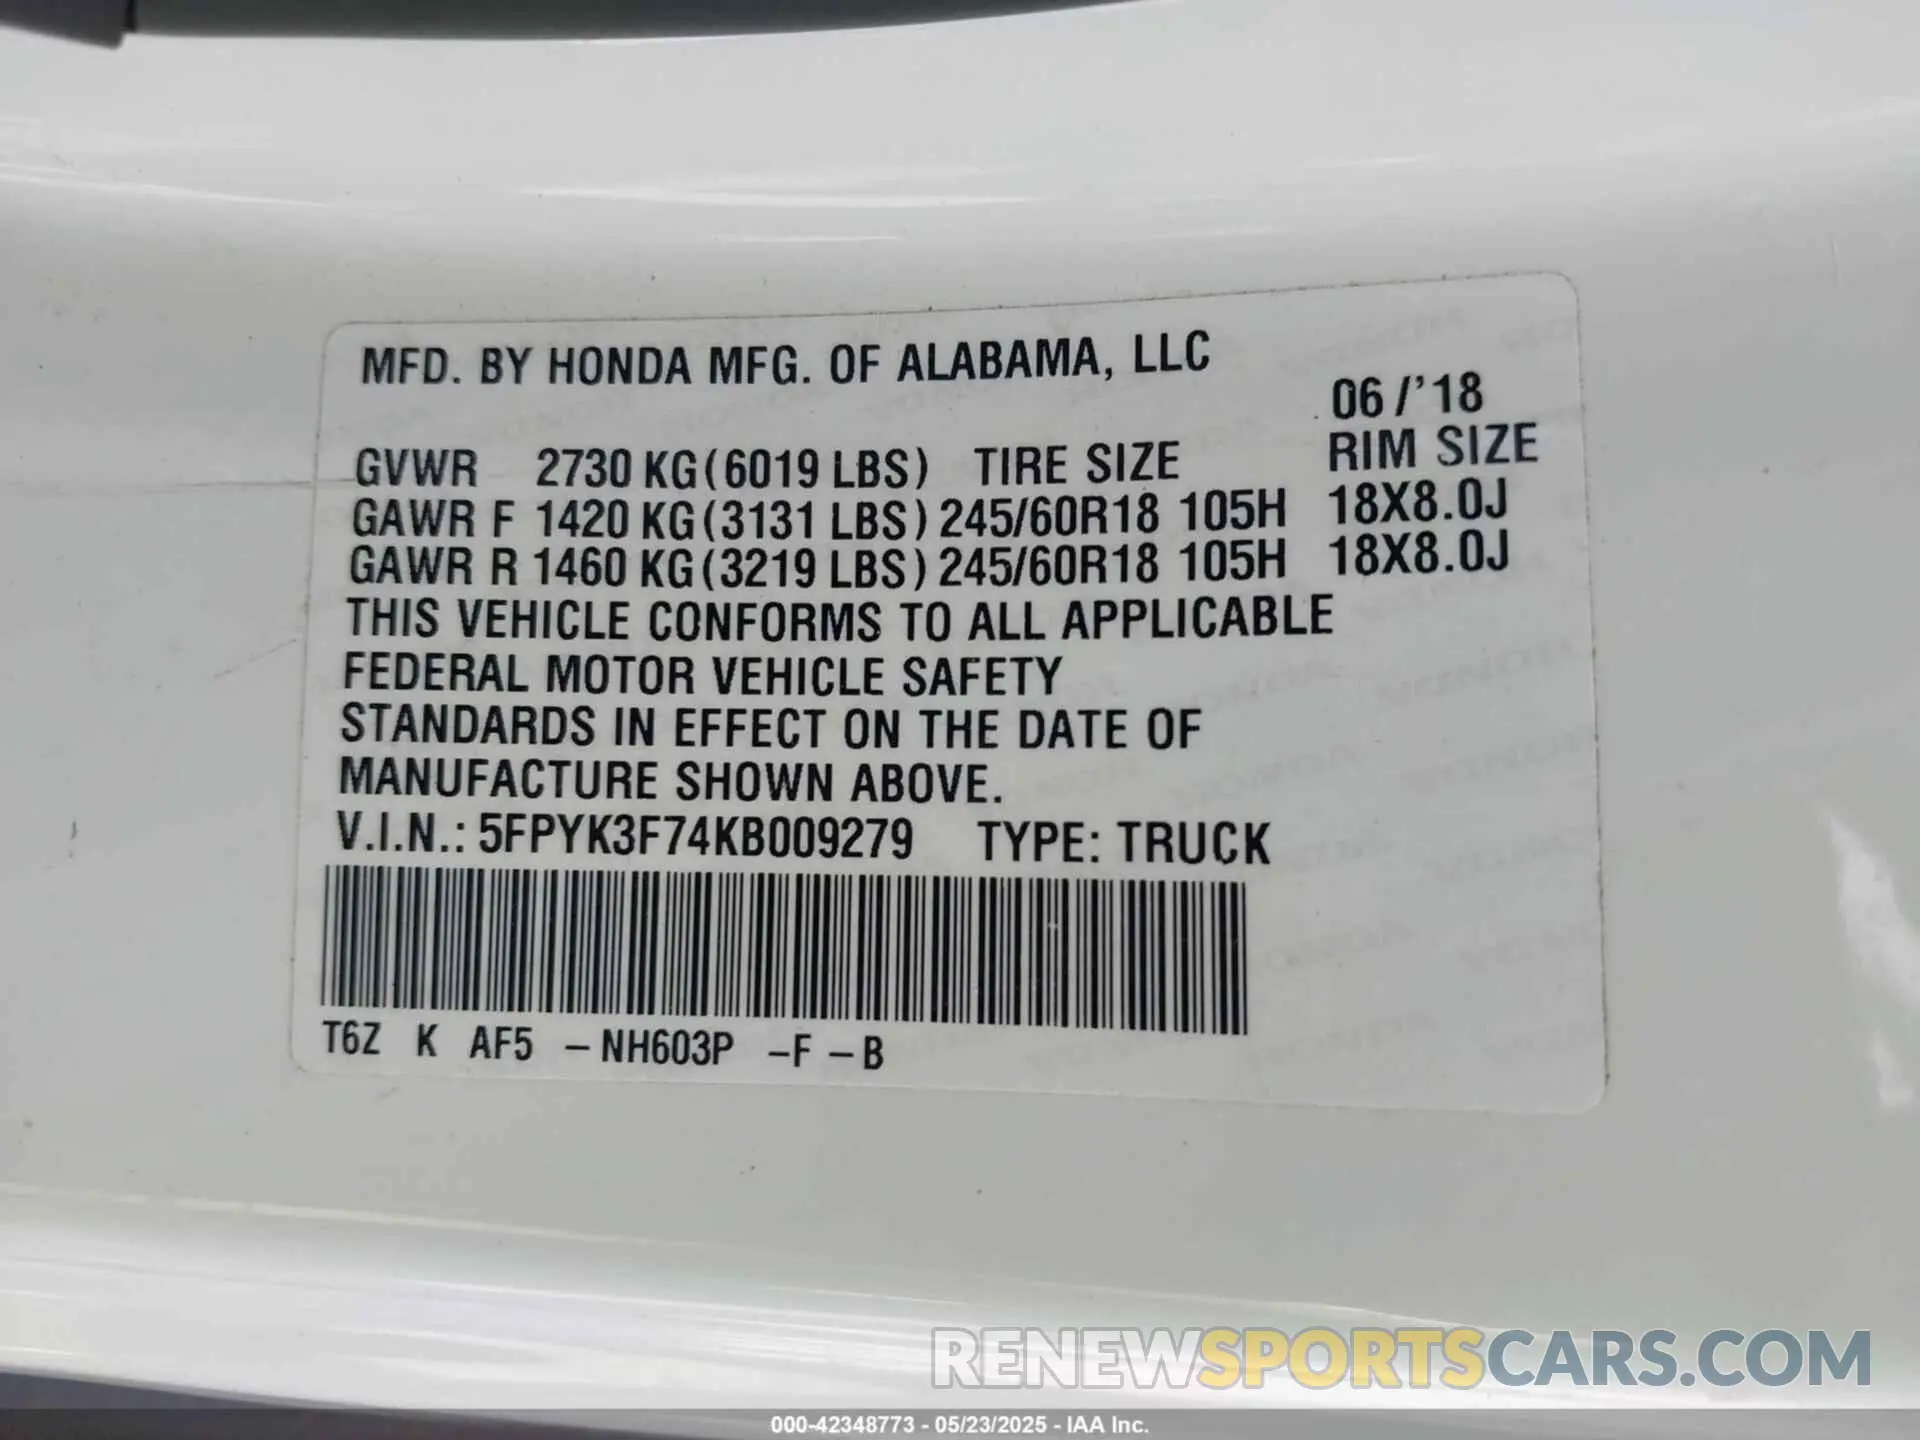 MFD. BY HONDA MFG. OF ALABAMA, LLC
06 /'18
GVWR 2730 KG (6019 LBS) TIRE SIZE RIM SIZE
GAWR F 1420 KG (3131 LBS) 245/60R18 105H 18X8.0J
GAWR R 1460 KG (3219 LBS) 245/60R18 105H 18X8.0J
THIS VEHICLE CONFORMS TO ALL APPLICABLE
FEDERAL MOTOR VEHICLE SAFETY
STANDARDS IN EFFECT ON THE DATE OF
MANUFACTURE SHOWN ABOVE.
V.I.N.: 5FPYK3F74KB009279 TYPE: TRUCK
T6Z K AF5 – NH603P –F – B
RENEWSPORTSCARS.COM
000-42348773 - 05/23/2025 - IAA Inc.